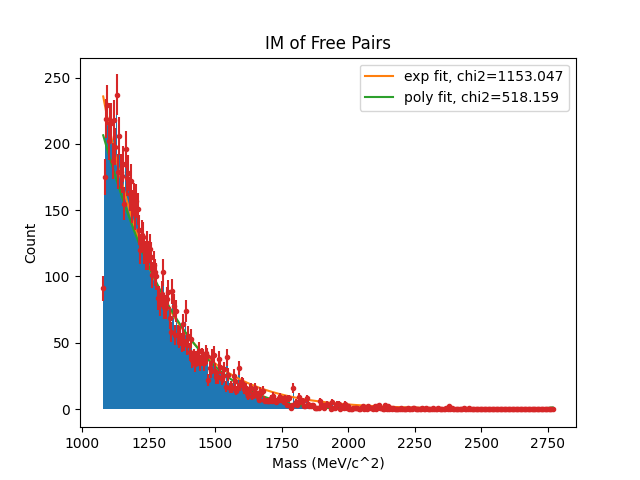 IM of Free Pairs
exp fit, chi2=1153.047
poly fit, chi2=518.159
250
200
150
100
50
0
Count
1000 1250 1500 1750 2000 2250 2500 2750
Mass (MeV/c^2)